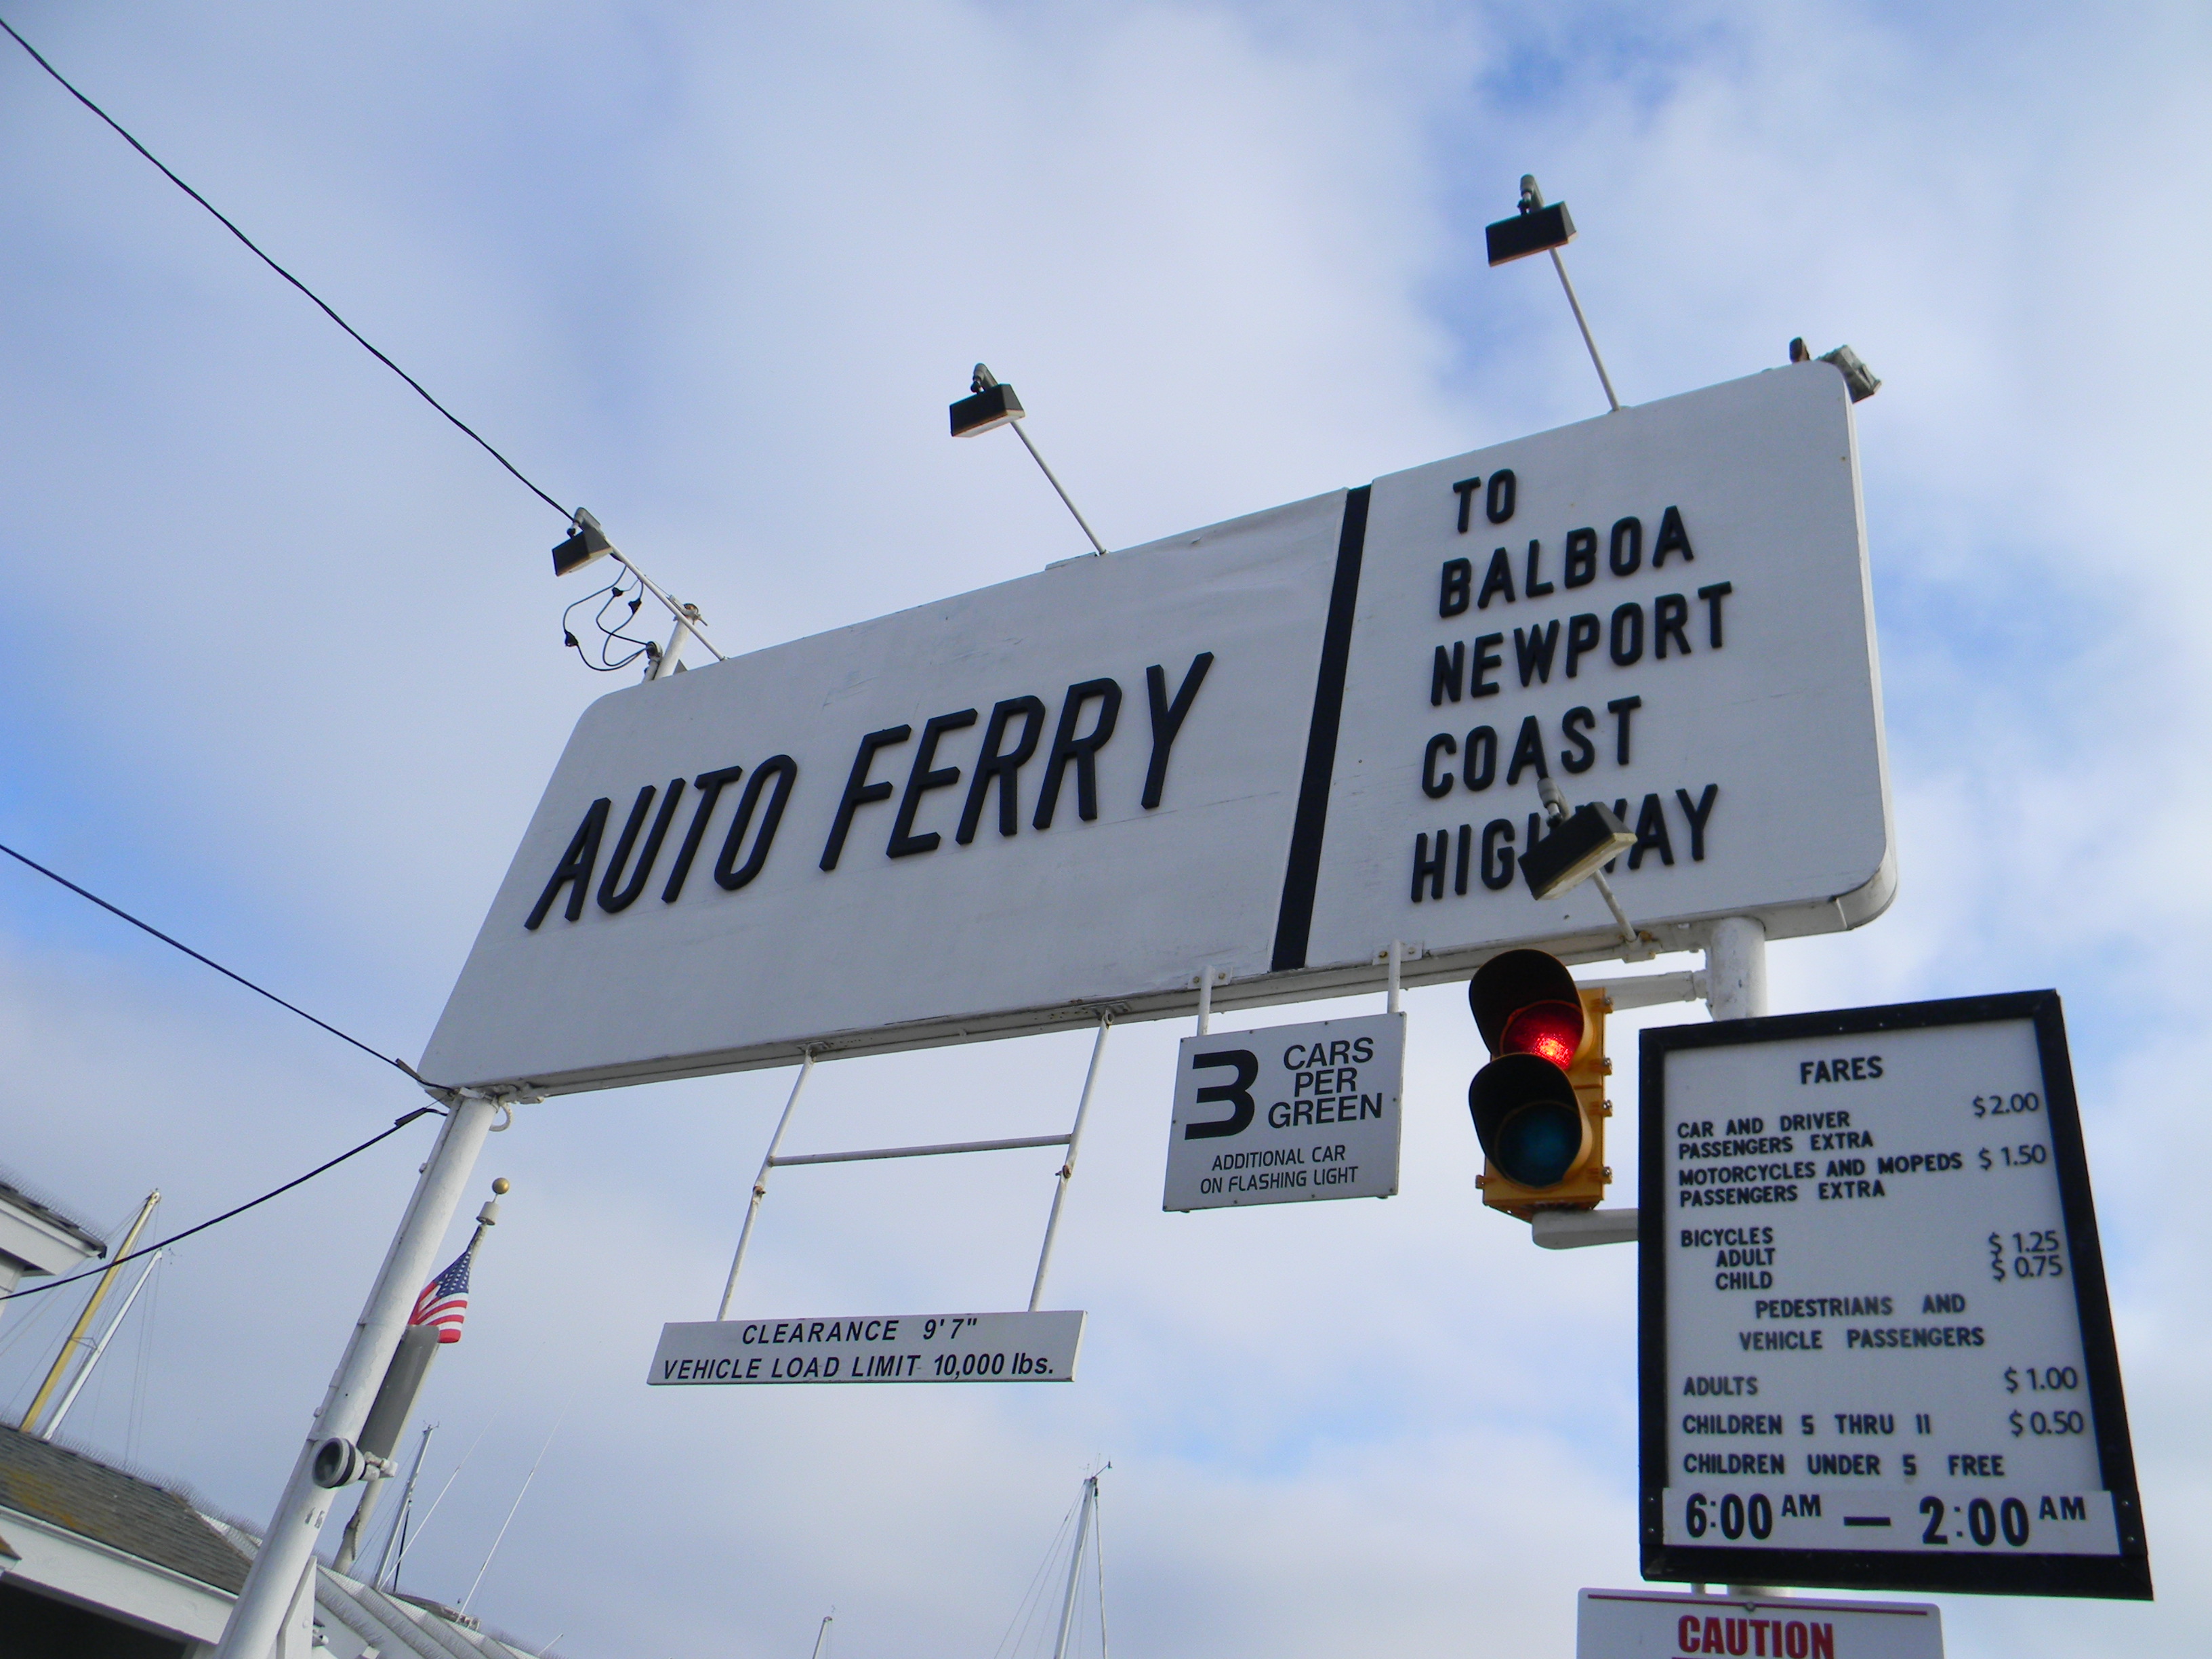 AUTO FERRY
TO
BALBOA
NEWPORT
COAST
HIGHWAY
3 CARS
PER
GREEN
ADDITIONAL CAR
ON FLASHING LIGHT
CLEARANCE 9'7"
VEHICLE LOAD LIMIT 10,000 lbs.
FARES
CAR AND DRIVER $2.00
PASSENGERS EXTRA
MOTORCYCLES AND MOPEDS $1.50
PASSENGERS EXTRA
BICYCLES
ADULT $1.25
CHILD $0.75
PEDESTRIANS AND
VEHICLE PASSENGERS
ADULTS $1.00
CHILDREN 5 THRU 11 $0.50
CHILDREN UNDER 5 FREE
6:00 AM — 2:00 AM
CAUTION